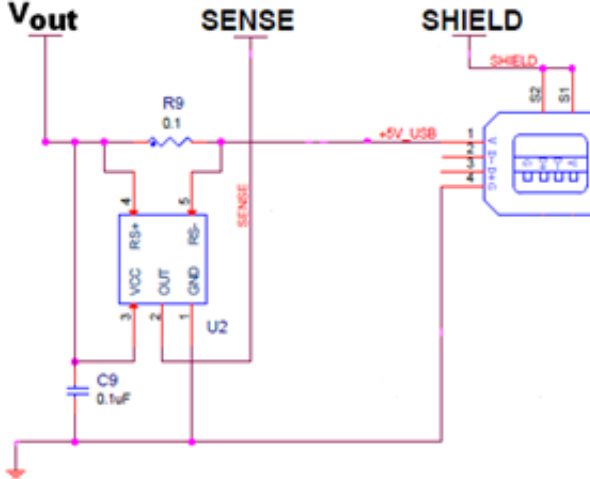 Vout
SENSE
SHIELD
SHIELD
S2
S1
R9
0.1
+5V_USB
1
2
3
4
V
D-
D+
G
4
5
SENSE
RS+
RS-
VCC
OUT
GND
3
2
1
U2
C9
0.1uF